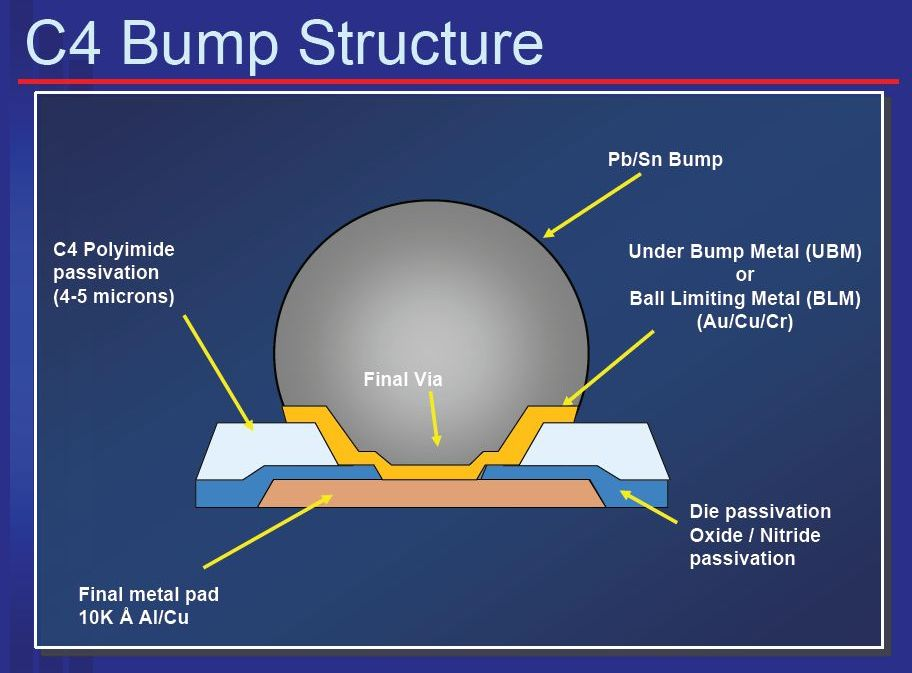 C4 Bump Structure
Pb/Sn Bump
C4 Polyimide
passivation
(4-5 microns)
Under Bump Metal (UBM)
or
Ball Limiting Metal (BLM)
(Au/Cu/Cr)
Final Via
Die passivation
Oxide / Nitride
passivation
Final metal pad
10K Å Al/Cu